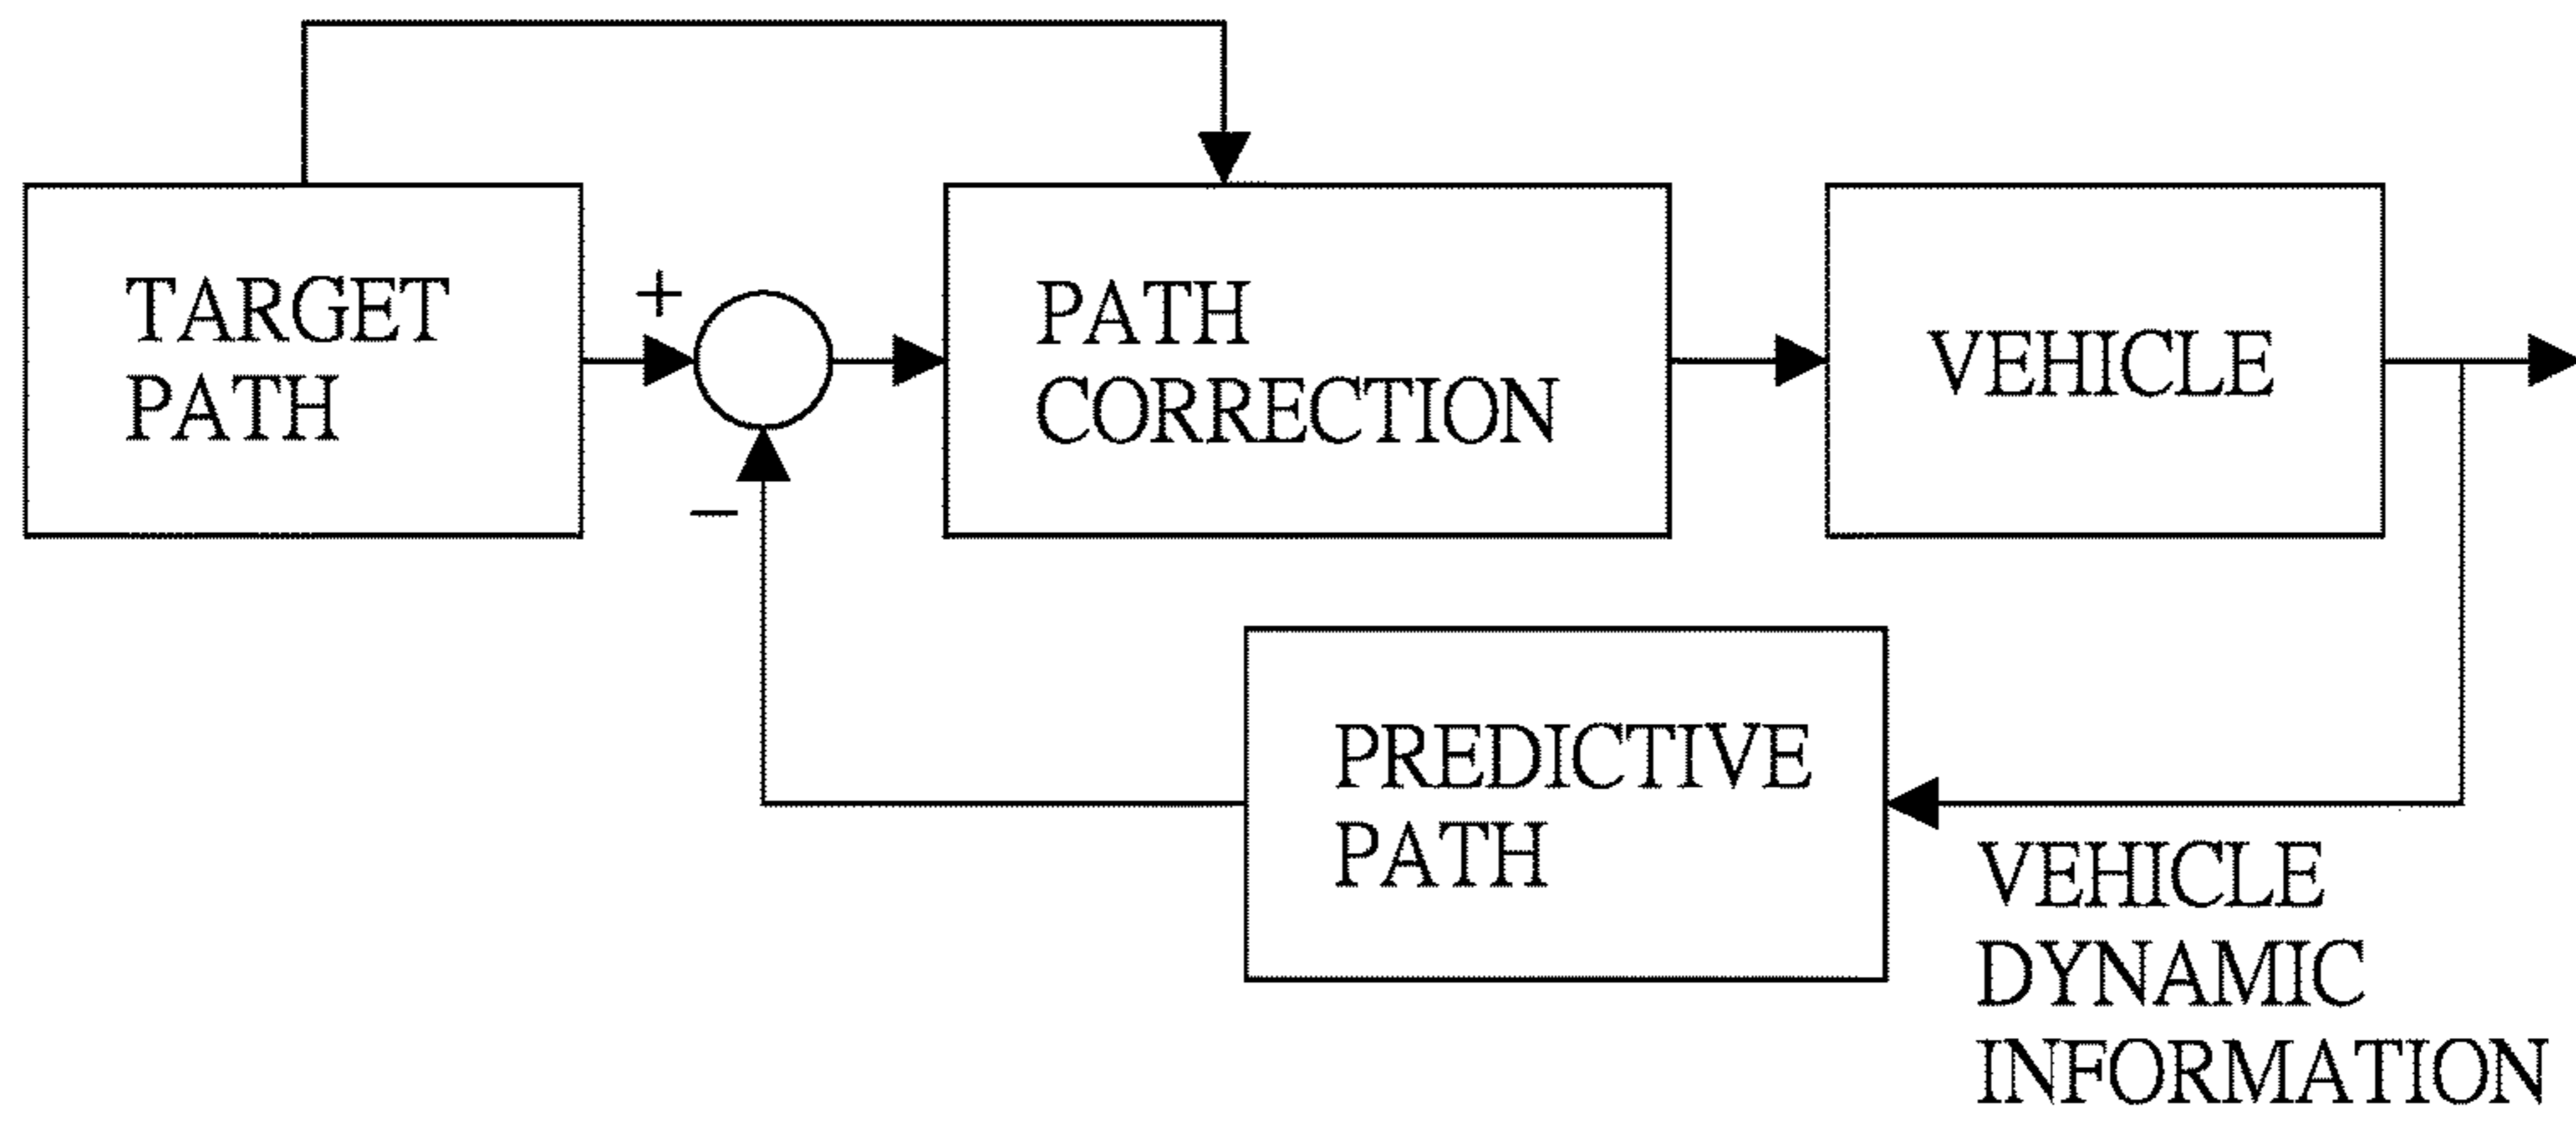 TARGET
PATH
+
−
PATH
CORRECTION
VEHICLE
PREDICTIVE
PATH
VEHICLE
DYNAMIC
INFORMATION